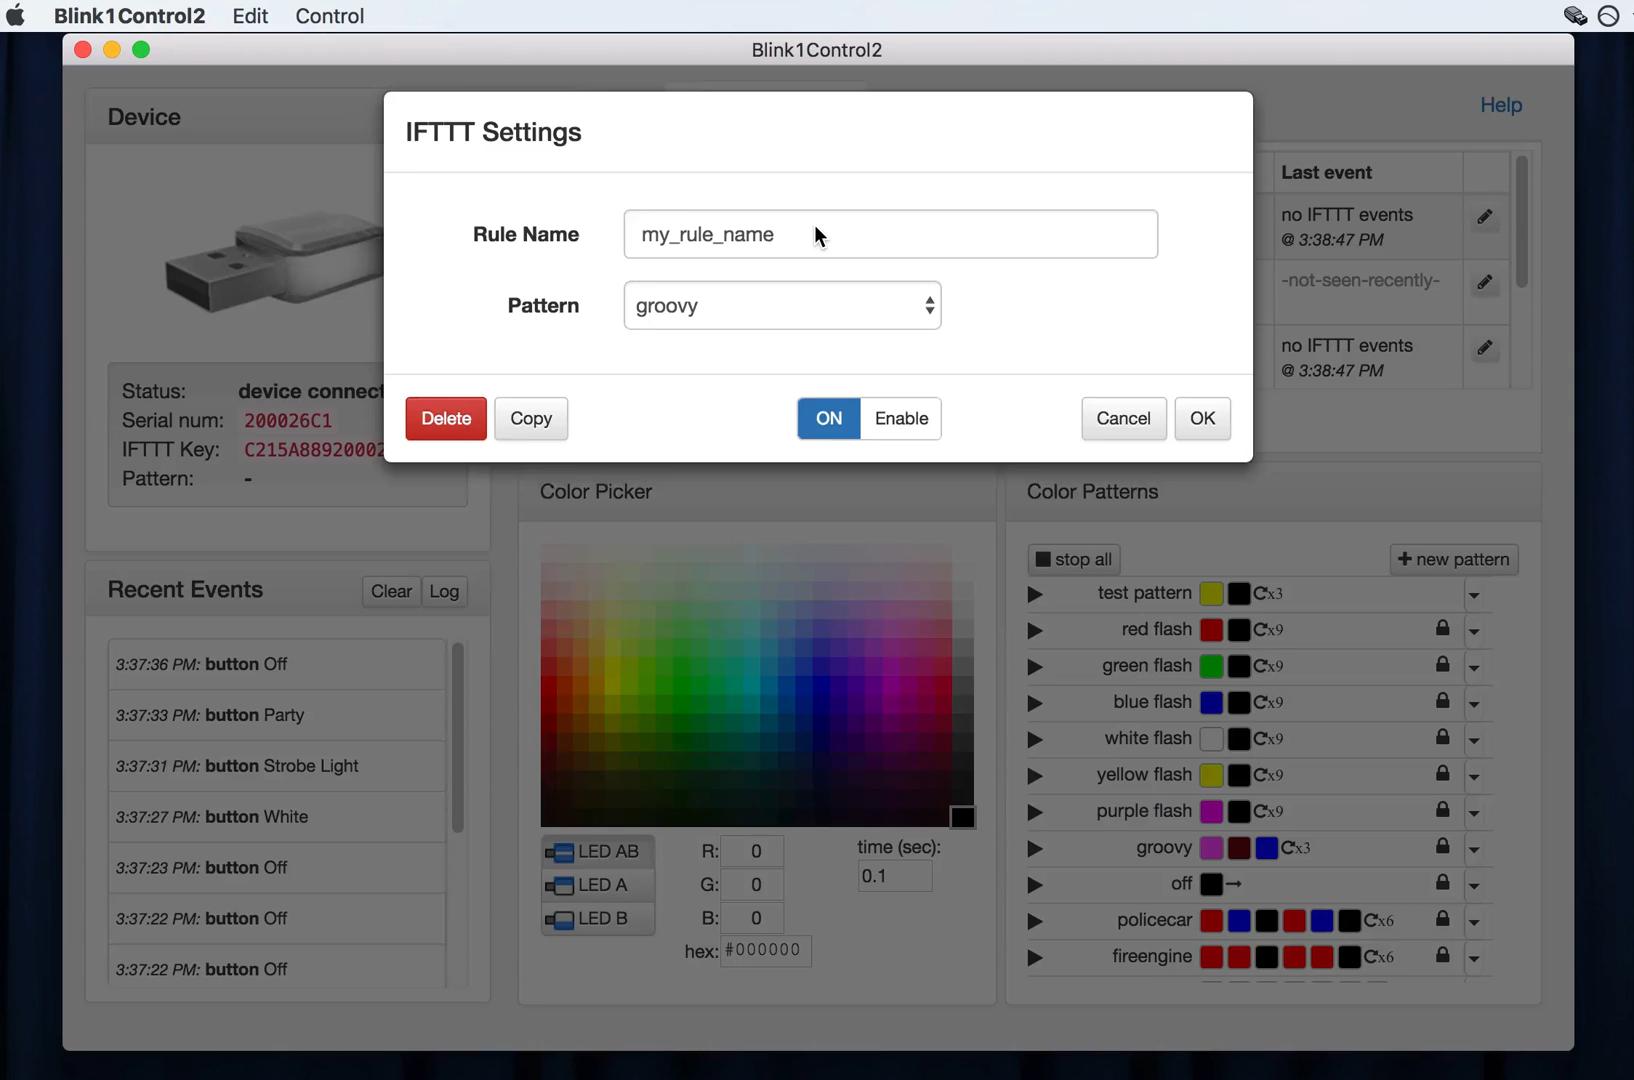 Blink1Control2 Edit Control
Blink1Control2
Help
Device
IFTTT Settings
Rule Name my_rule_name
Pattern groovy
Delete Copy ON Enable Cancel OK
Last event
no IFTTT events
@ 3:38:47 PM
-not-seen-recently-
no IFTTT events
@ 3:38:47 PM
Status: device connect
Serial num: 200026C1
IFTTT Key: C215A88920002
Pattern: -
Recent Events Clear Log
3:37:36 PM: button Off
3:37:33 PM: button Party
3:37:31 PM: button Strobe Light
3:37:27 PM: button White
3:37:23 PM: button Off
3:37:22 PM: button Off
3:37:22 PM: button Off
Color Picker
LED AB
LED A
LED B
R: 0
G: 0
B: 0
hex: #000000
time (sec):
0.1
Color Patterns
stop all + new pattern
test pattern x3
red flash x9
green flash x9
blue flash x9
white flash x9
yellow flash x9
purple flash x9
groovy x3
off
policecar x6
fireengine x6